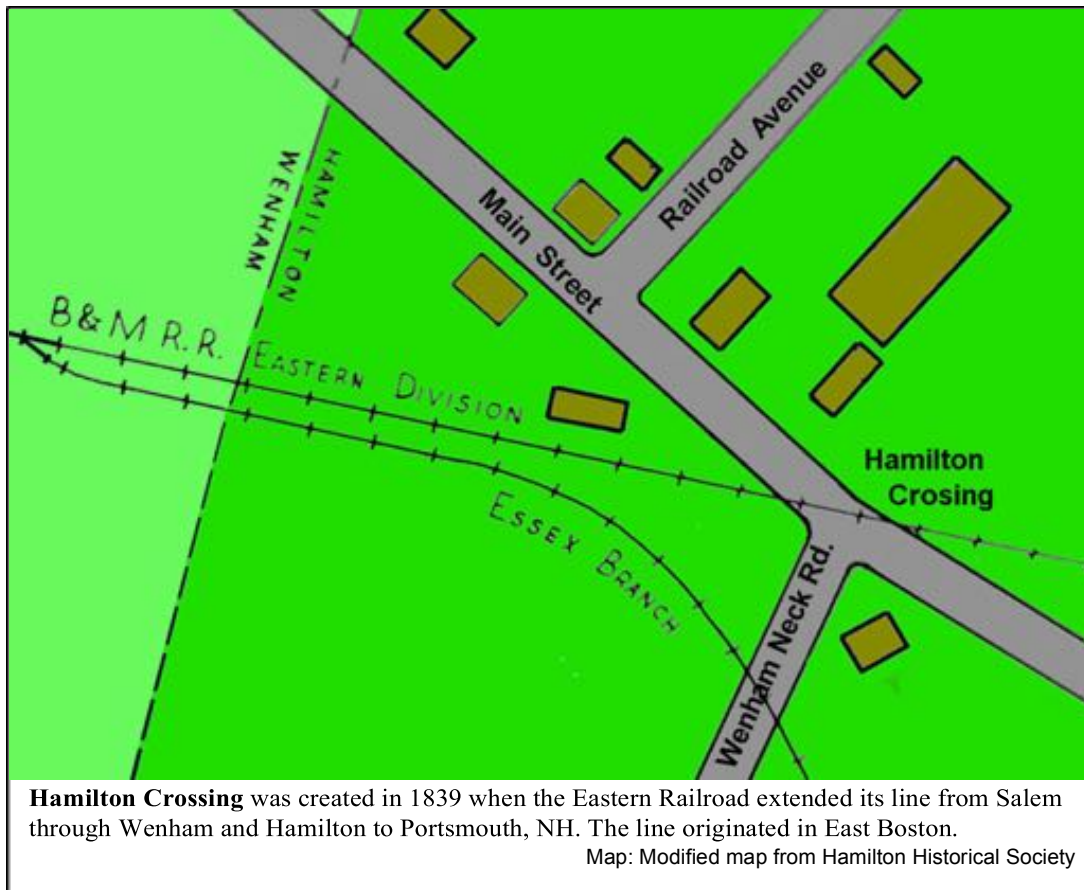 Railroad Avenue
Main Street
HAMILTON
WENHAM
B&M R.R. EASTERN DIVISION
Hamilton
Crosing
ESSEX BRANCH
Wenham Neck Rd.
Hamilton Crossing was created in 1839 when the Eastern Railroad extended its line from Salem
through Wenham and Hamilton to Portsmouth, NH. The line originated in East Boston.
Map: Modified map from Hamilton Historical Society